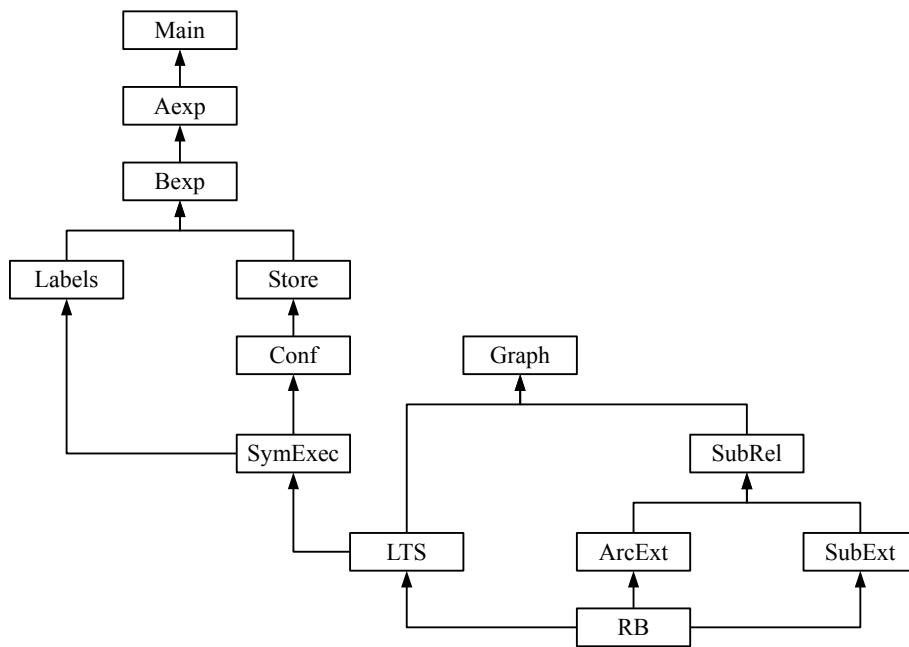 Main
Aexp
Bexp
Labels
Store
Conf
Graph
SymExec
SubRel
LTS
ArcExt
SubExt
RB